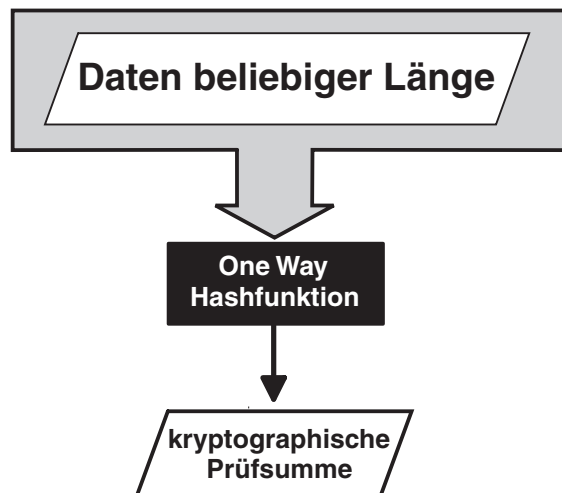 Daten beliebiger Länge
One Way
Hashfunktion
kryptographische
Prüfsumme